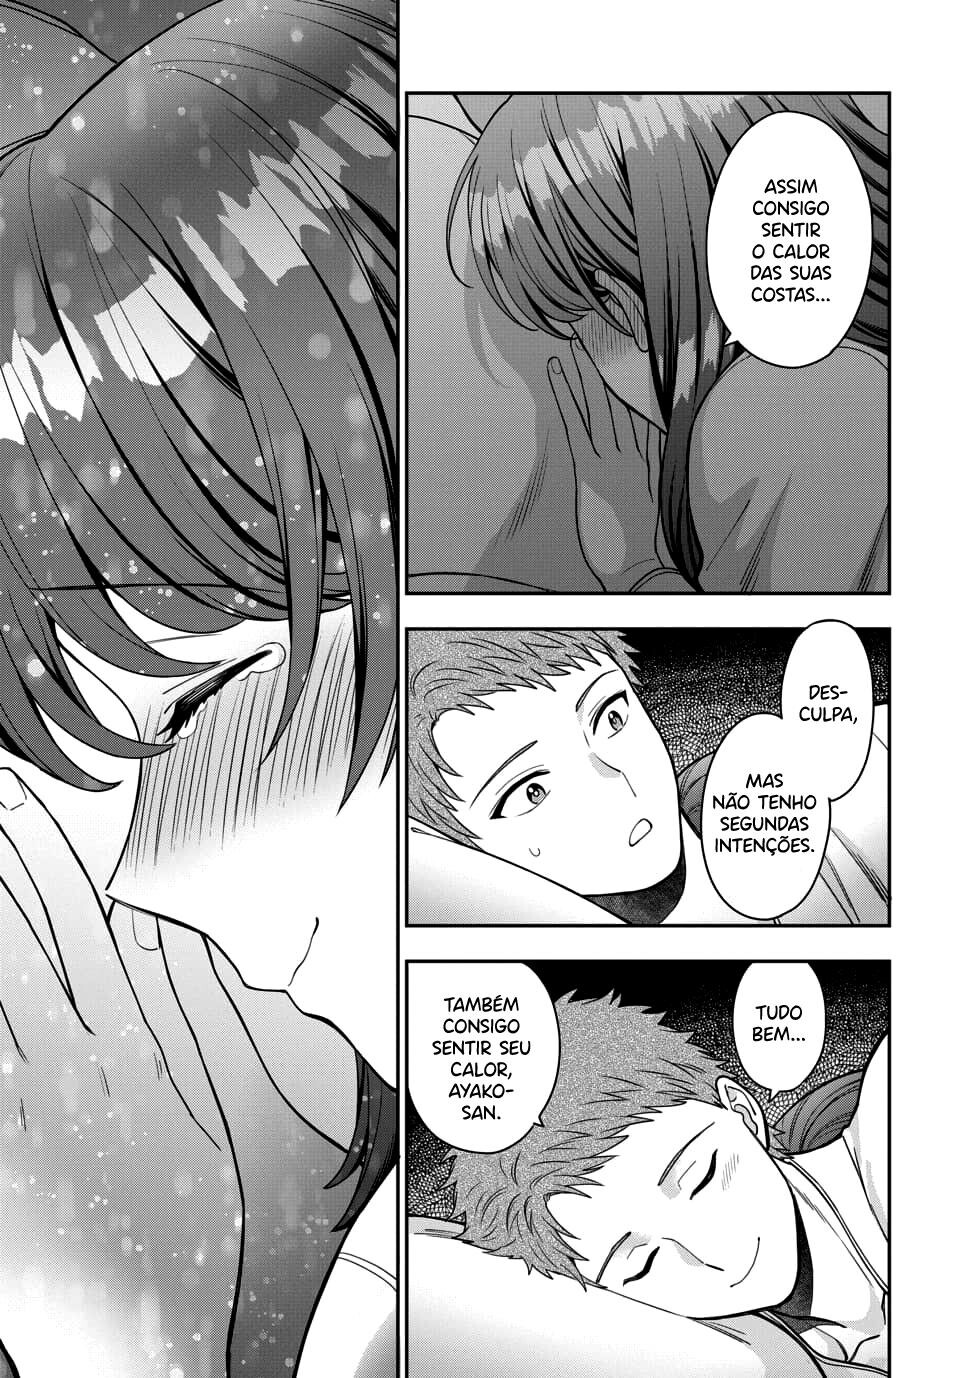 ASSIM
CONSIGO
SENTIR
O CALOR
DAS SUAS
COSTAS...
DES-
CULPA,
MAS
NÃO TENHO
SEGUNDAS
INTENÇÕES.
TUDO
BEM...
TAMBÉM
CONSIGO
SENTIR SEU
CALOR,
AYAKO-
SAN.